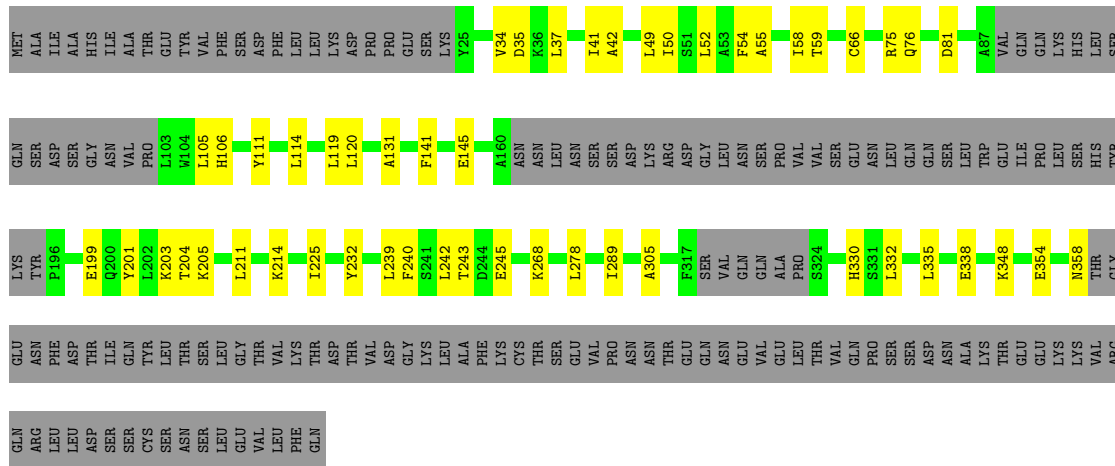 MET ALA ILE ALA HIS ILE ALA THR GLU TYR VAL PHE SER ASP PHE LEU LEU LYS ASP PRO PRO GLU SER LYS Y25 V34 D35 K36 L37 I41 A42 L49 I50 S51 L52 A53 F54 A55 I58 T59 C66 R75 Q76 D81 A87 VAL GLN GLN LYS HIS LEU SER
GLN SER ASP SER GLY ASN VAL PRO L103 W104 L105 H106 Y111 L114 L119 L120 A131 F141 E145 A160 ASN ASN LEU ASN SER SER ASP LYS ARG ASP GLY LEU ASN SER PRO VAL VAL SER GLU ASN LEU GLN GLN SER LEU TRP GLU ILE PRO LEU SER HIS TYR
LYS TYR P196 E199 Q200 Y201 L202 K203 T204 K205 L211 K214 I225 Y232 L239 F240 S241 L242 T243 D244 E245 K268 L278 I289 A305 F317 SER VAL GLN GLN ALA PRO S324 H330 S331 L332 L335 E338 K348 E354 N358 THR GLY
GLU ASN PHE ASP THR ILE GLN TYR LEU THR SER LEU GLY THR VAL LYS THR ASP THR VAL ASP GLY LYS LEU ALA PHE LYS CYS THR SER GLU VAL PRO ASN ASN THR GLU GLN ASN GLU VAL GLU LEU THR VAL GLN PRO SER SER ASP ASN ALA LYS THR GLU GLU LYS LYS VAL ARG
GLN ARG LEU LEU ASP SER SER CYS SER ASN SER LEU GLU VAL LEU PHE GLN